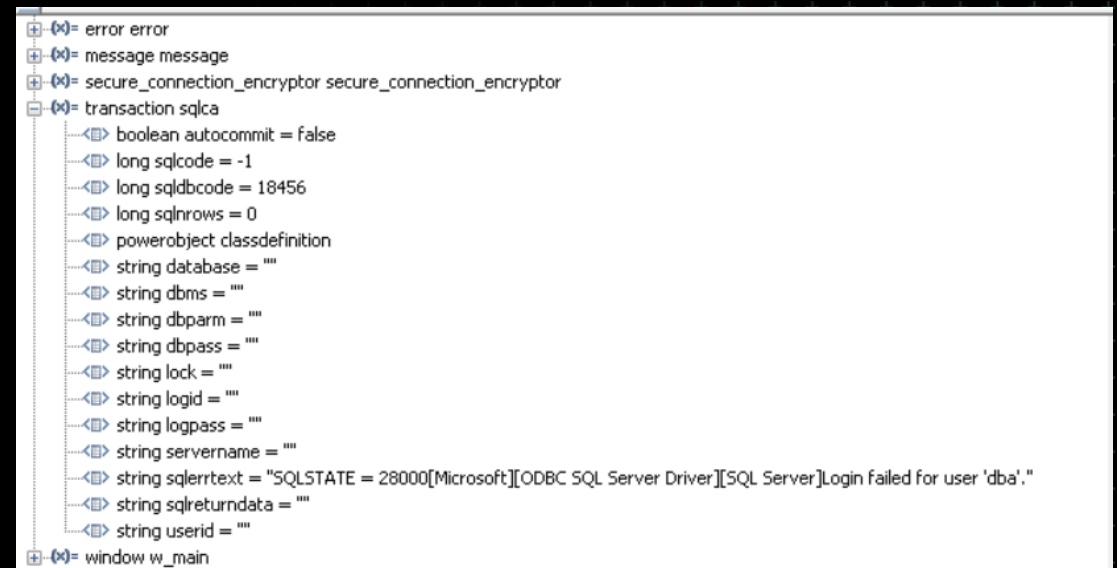 (x)= error error
(x)= message message
(x)= secure_connection_encryptor secure_connection_encryptor
(x)= transaction sqlca
boolean autocommit = false
long sqlcode = -1
long sqldbcode = 18456
long sqlnrows = 0
powerobject classdefinition
string database = ""
string dbms = ""
string dbparm = ""
string dbpass = ""
string lock = ""
string logid = ""
string logpass = ""
string servername = ""
string sqlerrtext = "SQLSTATE = 28000[Microsoft][ODBC SQL Server Driver][SQL Server]Login failed for user 'dba'."
string sqlreturndata = ""
string userid = ""
(x)= window w_main